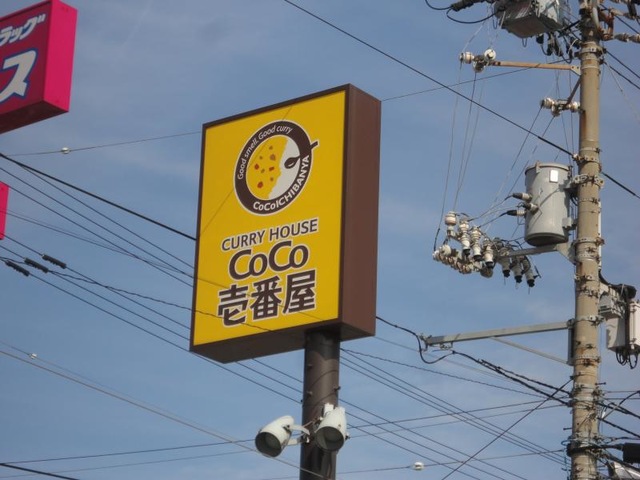 ラッグ
ス
Good smell, Good curry
CoCoICHIBANYA
CURRY HOUSE
CoCo
壱番屋